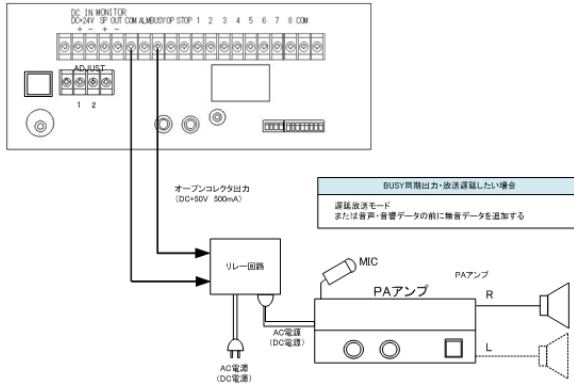 DC IN MONITOR
DC+24V SP OUT COM ALM BUSY OP STOP 1 2 3 4 5 6 7 8 COM
+ - + -
ADJUST
1 2
オープンコレクタ出力
(DC+50V 500mA)
BUSY同期出力・放送遅延したい場合
遅延放送モード
または音声・音響データの前に無音データを追加する
リレー回路
MIC
PAアンプ
PAアンプ
R
L
AC電源
(DC電源)
AC電源
(DC電源)